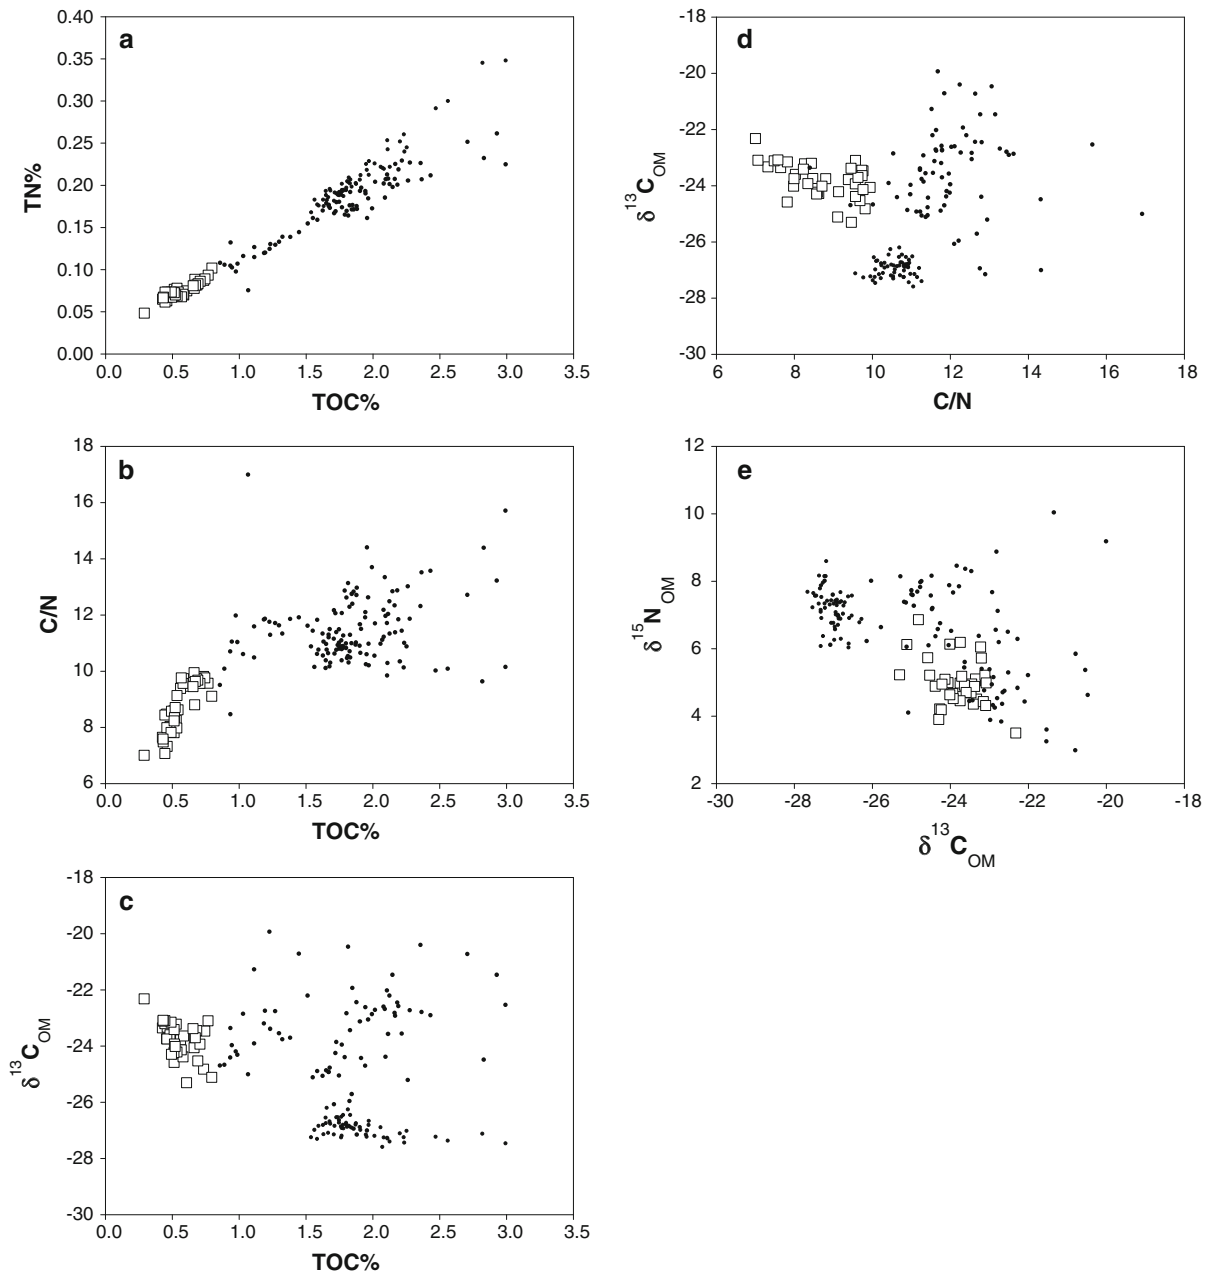 a
0.40
0.35
0.30
0.25
0.20
0.15
0.10
0.05
0.00
TN%
0.0 0.5 1.0 1.5 2.0 2.5 3.0 3.5
TOC%
b
18
16
14
12
10
8
6
C/N
0.0 0.5 1.0 1.5 2.0 2.5 3.0 3.5
TOC%
c
-18
-20
-22
-24
-26
-28
-30
δ13COM
0.0 0.5 1.0 1.5 2.0 2.5 3.0 3.5
TOC%
d
-18
-20
-22
-24
-26
-28
-30
δ13COM
6 8 10 12 14 16 18
C/N
e
12
10
8
6
4
2
δ15NOM
-30 -28 -26 -24 -22 -20 -18
δ13COM